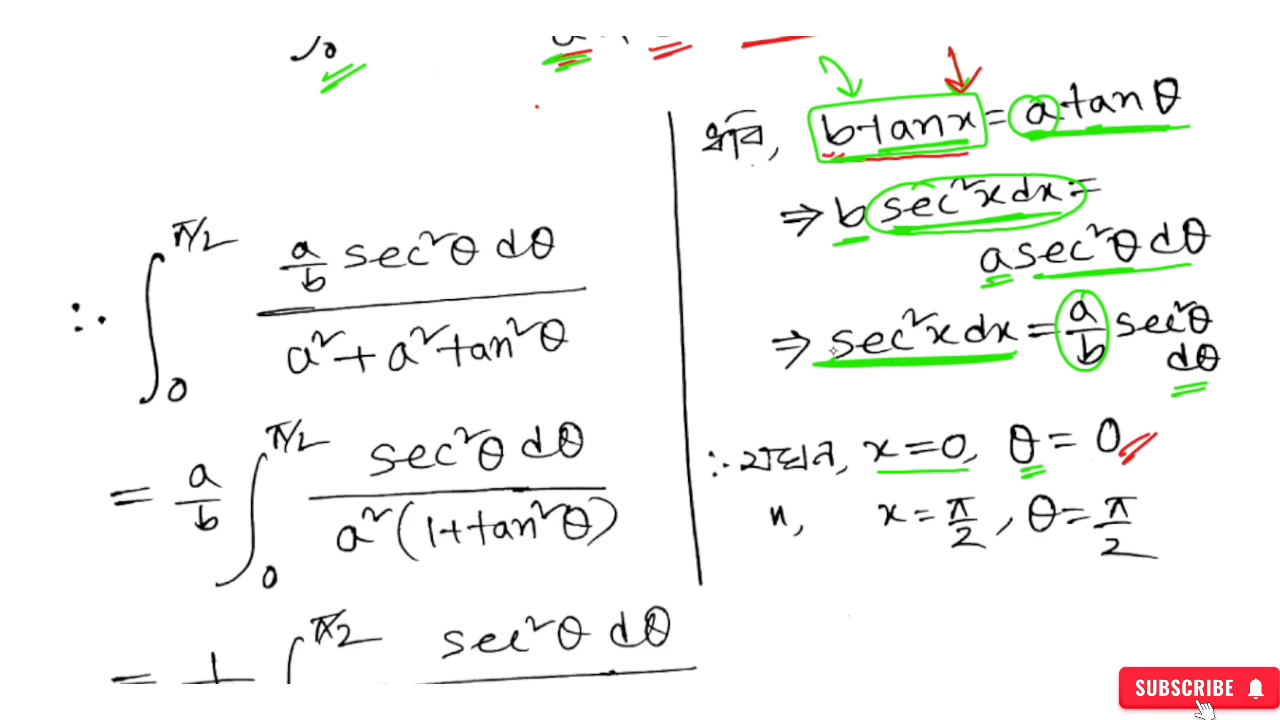 ∴ ∫₀^{π/2} (a/b sec²θ dθ)/(a² + a² tan²θ)
= a/b ∫₀^{π/2} (sec²θ dθ)/(a²(1+tan²θ))
π/2 sec²θ dθ
ধরি, b tan x = a tan θ
⇒ b sec²x dx =
a sec²θ dθ
⇒ sec²x dx = a/b sec²θ
dθ
∴ যখন, x = 0, θ = 0
", x = π/2, θ = π/2
SUBSCRIBE